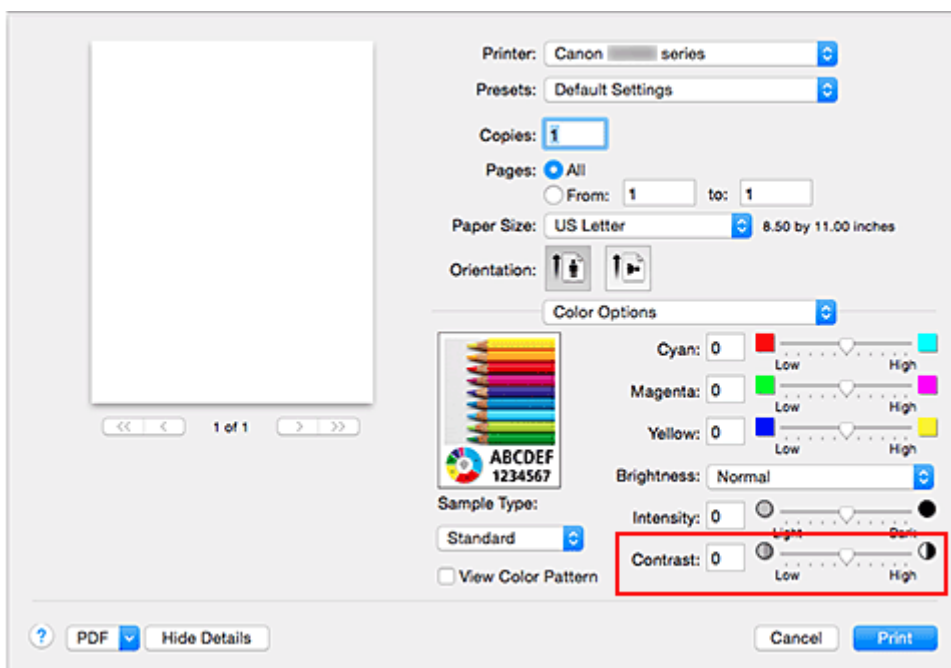 Printer: Canon series
Presets: Default Settings
Copies: 1
Pages: All
From: 1 to: 1
Paper Size: US Letter 8.50 by 11.00 inches
Orientation:
Color Options
Cyan: 0
Low High
Magenta: 0
Low High
Yellow: 0
Low High
ABCDEF
1234567
Brightness: Normal
Sample Type:
Intensity: 0
Light Dark
Standard
Contrast: 0
Low High
View Color Pattern
<< < 1 of 1 > >>
? PDF Hide Details Cancel Print